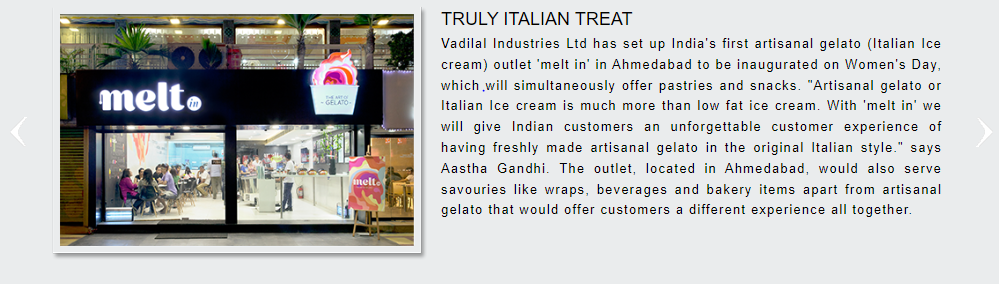 TRULY ITALIAN TREAT
Vadilal Industries Ltd has set up India's first artisanal gelato (Italian Ice
cream) outlet 'melt in' in Ahmedabad to be inaugurated on Women's Day,
which,will simultaneously offer pastries and snacks. "Artisanal gelato or
Italian Ice cream is much more than low fat ice cream. With 'melt in' we
will give Indian customers an unforgettable customer experience of
having freshly made artisanal gelato in the original Italian style." says
Aastha Gandhi. The outlet, located in Ahmedabad, would also serve
savouries like wraps, beverages and bakery items apart from artisanal
gelato that would offer customers a different experience all together.
melt in
THE ART OF
- GELATO -
melt